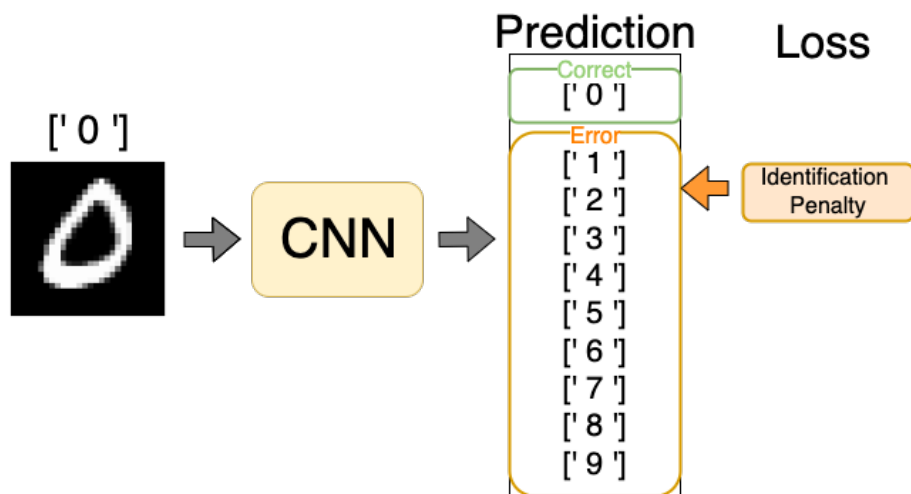 Prediction
Loss
Correct
[' 0 ']
[' 0 ']
CNN
Error
[' 1 ']
[' 2 ']
[' 3 ']
[' 4 ']
[' 5 ']
[' 6 ']
[' 7 ']
[' 8 ']
[' 9 ']
Identification
Penalty